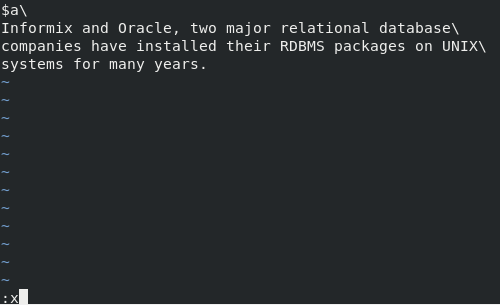 $a\
Informix and Oracle, two major relational database\
companies have installed their RDBMS packages on UNIX\
systems for many years.
~
~
~
~
~
~
~
~
~
~
~
~
:x